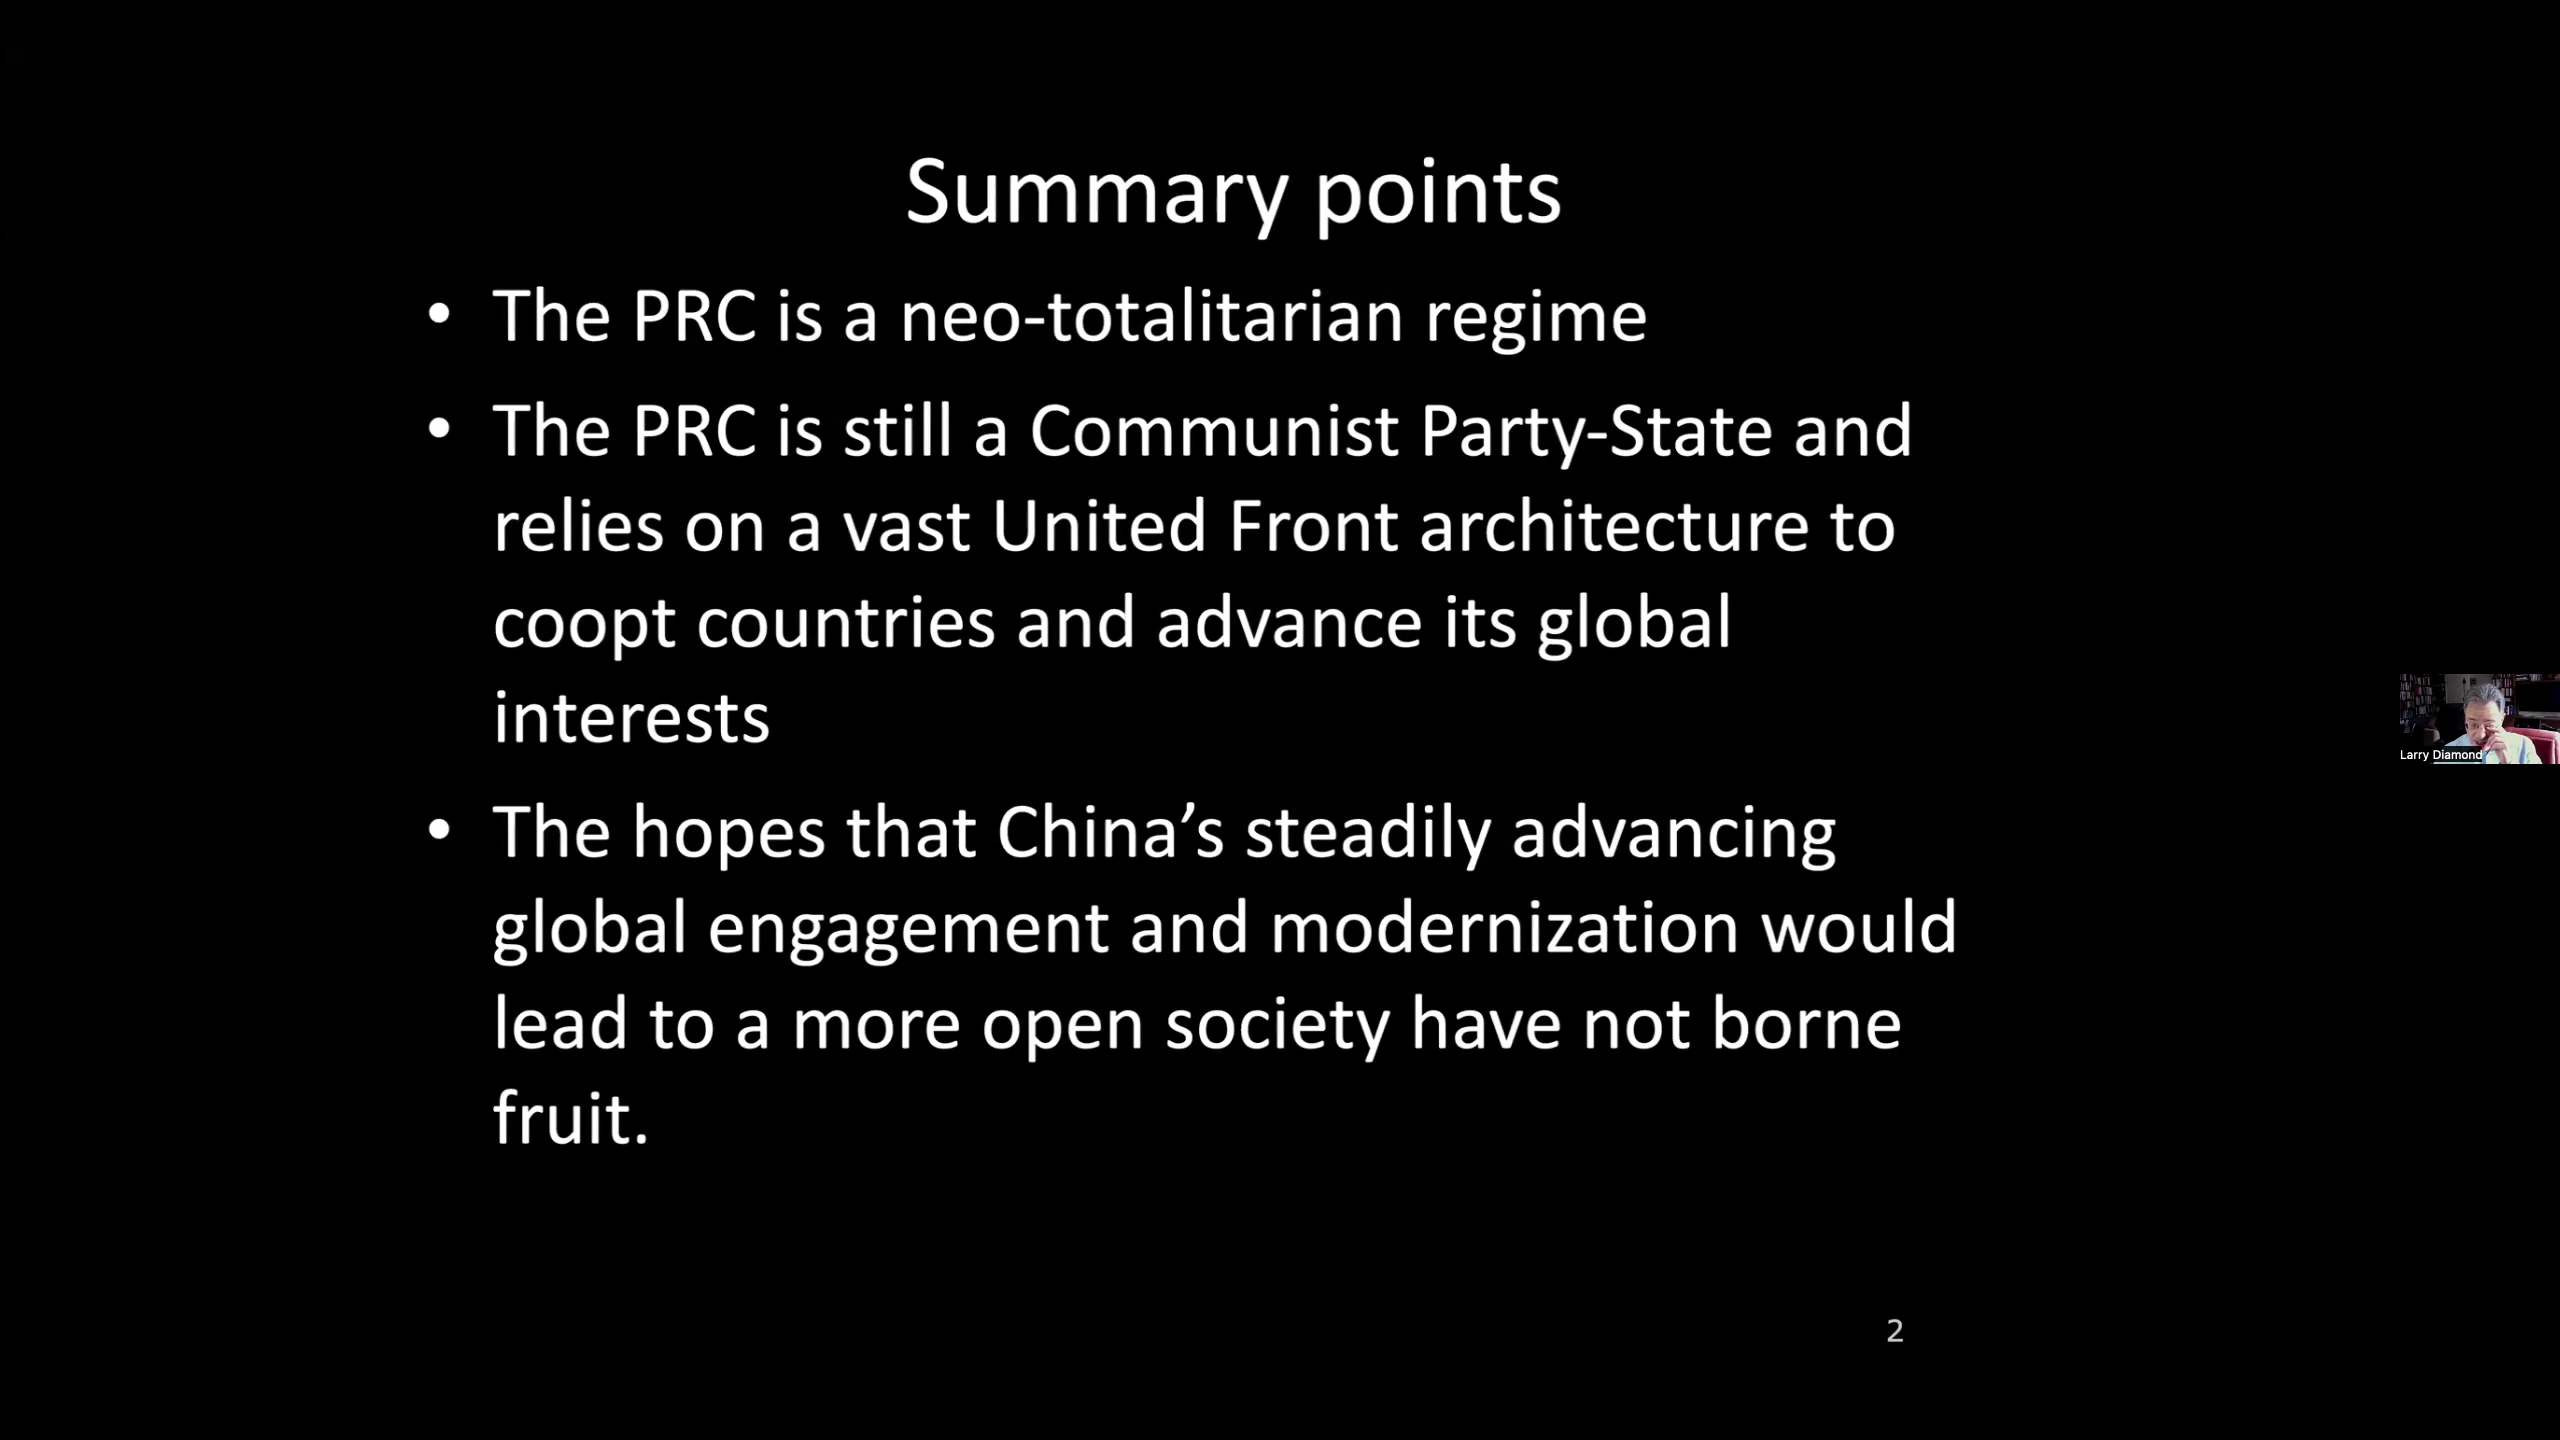 Summary points
• The PRC is a neo-totalitarian regime
• The PRC is still a Communist Party-State and
relies on a vast United Front architecture to
coopt countries and advance its global
interests
• The hopes that China’s steadily advancing
global engagement and modernization would
lead to a more open society have not borne
fruit.
Larry Diamond
2